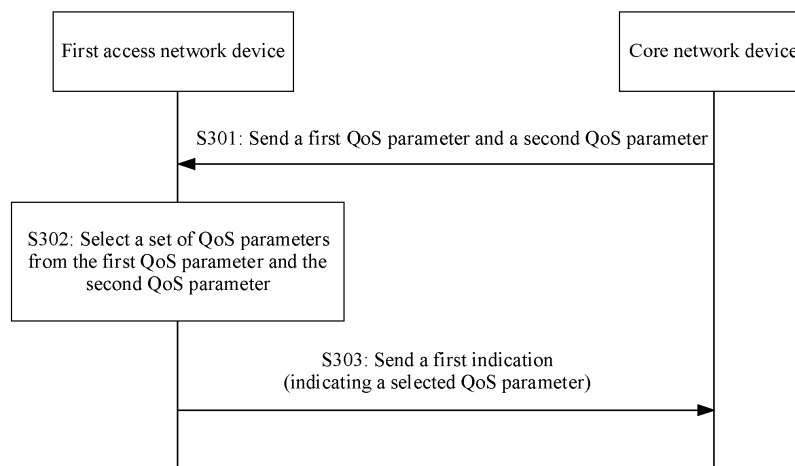 First access network device
Core network device
S301: Send a first QoS parameter and a second QoS parameter
S302: Select a set of QoS parameters
from the first QoS parameter and the
second QoS parameter
S303: Send a first indication
(indicating a selected QoS parameter)